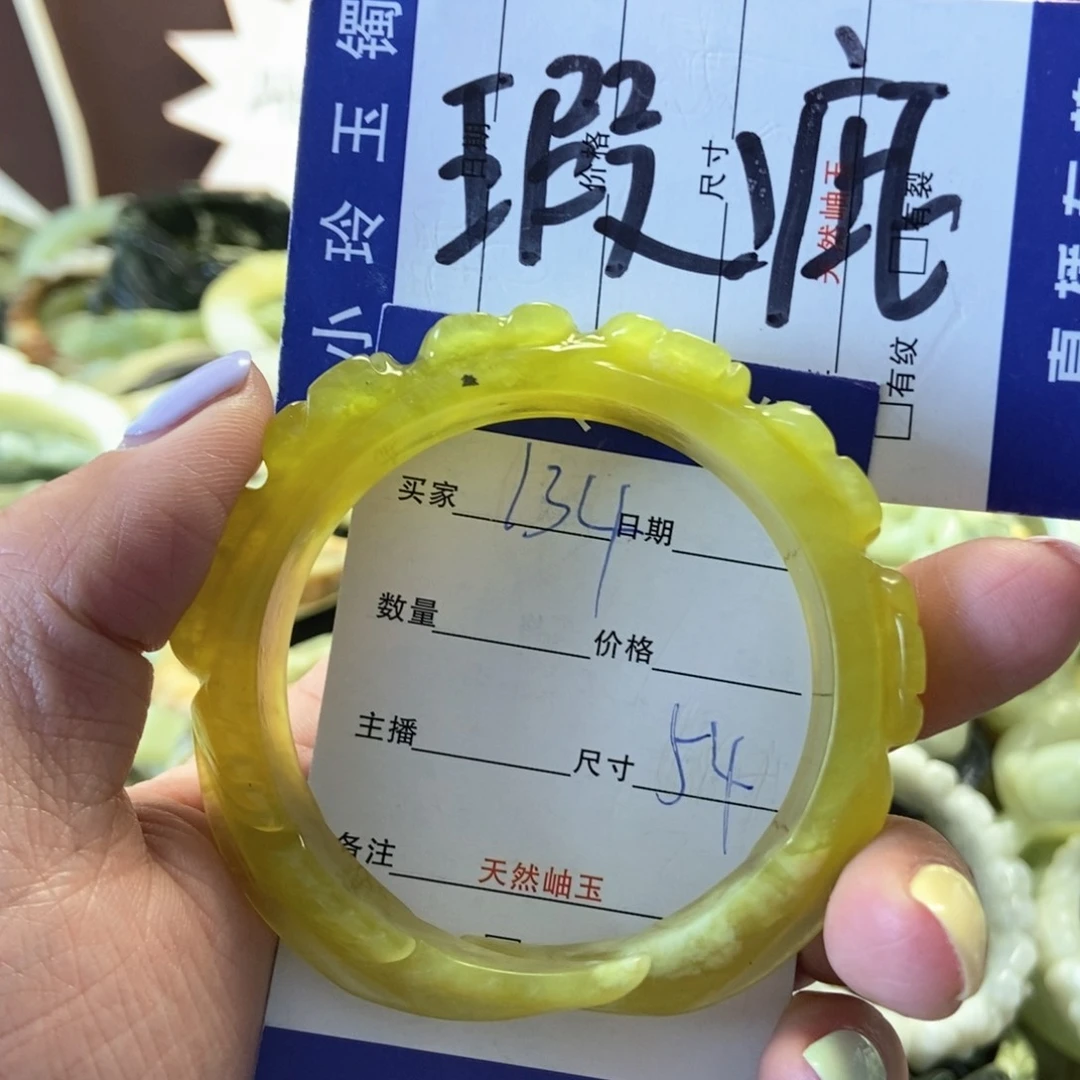 小玲玉镯
瑕疵
日期
价格
尺寸
天然岫玉
有裂
有纹
买家 134 日期
数量 价格
主播 尺寸 54
备注 天然岫玉